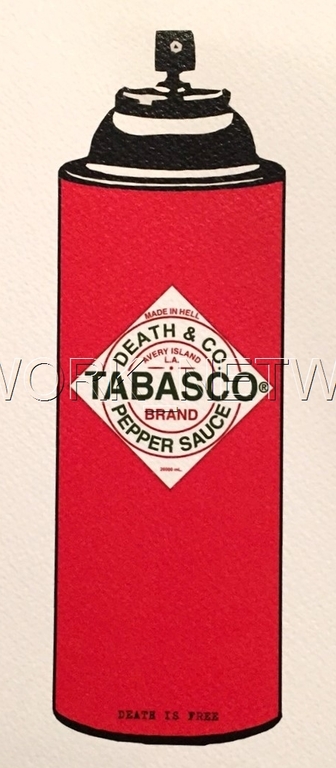 MADE IN HELL
DEATH & CO.
AVERY ISLAND
L.A.
TABASCO®
BRAND
PEPPER SAUCE
DEATH IS FREE